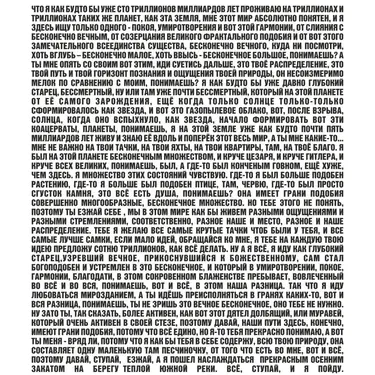 ЧТО Я КАК БУДТО БЫ УЖЕ СТО ТРИЛЛИОНОВ МИЛЛИАРДОВ ЛЕТ ПРОЖИВАЮ НА ТРИЛЛИОНАХ И
ТРИЛЛИОНАХ ТАКИХ ЖЕ ПЛАНЕТ, КАК ЭТА ЗЕМЛЯ, МНЕ ЭТОТ МИР АБСОЛЮТНО ПОНЯТЕН, И Я
ЗДЕСЬ ИЩУ ТОЛЬКО ОДНОГО - ПОКОЯ, УМИРОТВОРЕНИЯ И ВОТ ЭТОЙ ГАРМОНИИ, ОТ СЛИЯНИЯ С
БЕСКОНЕЧНО ВЕЧНЫМ, ОТ СОЗЕРЦАНИЯ ВЕЛИКОГО ФРАКТАЛЬНОГО ПОДОБИЯ И ОТ ВОТ ЭТОГО
ЗАМЕЧАТЕЛЬНОГО ВСЕЕДИНСТВА СУЩЕСТВА, БЕСКОНЕЧНО ВЕЧНОГО, КУДА НИ ПОСМОТРИ,
ХОТЬ ВГЛУБЬ – БЕСКОНЕЧНО МАЛОЕ, ХОТЬ ВВЫСЬ - БЕСКОНЕЧНОЕ БОЛЬШОЕ, ПОНИМАЕШЬ? А
ТЫ МНЕ ОПЯТЬ СО СВОИМ ВОТ ЭТИМ, ИДИ СУЕТИСЬ ДАЛЬШЕ, ЭТО ТВОЁ РАСПРЕДЕЛЕНИЕ, ЭТО
ТВОЙ ПУТЬ И ТВОЙ ГОРИЗОНТ ПОЗНАНИЯ И ОЩУЩЕНИЯ ТВОЕЙ ПРИРОДЫ, ОН НЕСОИЗМЕРИМО
МЕЛОК ПО СРАВНЕНИЮ С МОИМ, ПОНИМАЕШЬ? Я КАК БУДТО БЫ УЖЕ ДАВНО ГЛУБОКИЙ
СТАРЕЦ, БЕССМЕРТНЫЙ, НУ ИЛИ ТАМ УЖЕ ПОЧТИ БЕССМЕРТНЫЙ, КОТОРЫЙ НА ЭТОЙ ПЛАНЕТЕ
ОТ ЕЁ САМОГО ЗАРОЖДЕНИЯ, ЕЩЁ КОГДА ТОЛЬКО СОЛНЦЕ ТОЛЬКО-ТОЛЬКО
СФОРМИРОВАЛОСЬ КАК ЗВЕЗДА, И ВОТ ЭТО ГАЗОПЫЛЕВОЕ ОБЛАКО, ВОТ, ПОСЛЕ ВЗРЫВА,
СОЛНЦА, КОГДА ОНО ВСПЫХНУЛО, КАК ЗВЕЗДА, НАЧАЛО ФОРМИРОВАТЬ ВОТ ЭТИ
КОАЦЕРВАТЫ, ПЛАНЕТЫ, ПОНИМАЕШЬ, Я НА ЭТОЙ ЗЕМЛЕ УЖЕ КАК БУДТО ПОЧТИ ПЯТЬ
МИЛЛИАРДОВ ЛЕТ ЖИВУ И ЗНАЮ ЕЁ ВДОЛЬ И ПОПЕРЁК ЭТОТ ВЕСЬ МИР, А ТЫ МНЕ КАКИЕ-ТО...
МНЕ НЕ ВАЖНО НА ТВОИ ТАЧКИ, НА ТВОИ ЯХТЫ, НА ТВОИ КВАРТИРЫ, ТАМ, НА ТВОЁ БЛАГО. Я
БЫЛ НА ЭТОЙ ПЛАНЕТЕ БЕСКОНЕЧНЫМ МНОЖЕСТВОМ, И КРУЧЕ ЦЕЗАРЯ, И КРУЧЕ ГИТЛЕРА, И
КРУЧЕ ВСЕХ ВЕЛИКИХ, ПОНИМАЕШЬ, БЫЛ, А ГДЕ-ТО БЫЛ КОНЧЕНЫМ ГОВНОМ, ЕЩЁ ХУЖЕ,
ЧЕМ ЗДЕСЬ. Я МНОЖЕСТВО ЭТИХ СОСТОЯНИЙ ЧУВСТВУЮ. ГДЕ-ТО Я БЫЛ БОЛЬШЕ ПОДОБЕН
РАСТЕНИЮ, ГДЕ-ТО Я БОЛЬШЕ БЫЛ ПОДОБЕН ПТИЦЕ, ТАМ, ЧЕРВЮ, ГДЕ-ТО БЫЛ ПРОСТО
СГУСТОК КАМНЯ, ЭТО ВСЁ ЕСТЬ ДУША, ПОНИМАЕШЬ? ОНА ИМЕЕТ ГРАНИ ПОДОБИЯ
СОВЕРШЕННО МНОГООБРАЗНЫЕ, БЕСКОНЕЧНОЕ МНОЖЕСТВО. НО ТЕБЕ ЭТОГО НЕ ПОНЯТЬ,
ПОЭТОМУ ТЫ ЕЗЖАЙ СЕБЕ , МЫ В ЭТОМ МИРЕ КАК БЫ ЖИВЕМ РАЗНЫМИ ОЩУЩЕНИЯМИ И
РАЗНЫМИ СТРЕМЛЕНИЯМИ, СООТВЕТСТВЕННО, РАЗНОЕ НАШЕ И МЕСТО, РАЗНОЕ И НАШЕ
РАСПРЕДЕЛЕНИЕ. ТЕБЕ Я ЖЕЛАЮ ВСЕ САМЫЕ КРУТЫЕ ТАЧКИ ЧТОБ БЫЛИ У ТЕБЯ, И ВСЕ
САМЫЕ ЛУЧШЕ САМКИ, ЕСЛИ МАЛО ИДЕЙ, ОБРАЩАЙСЯ КО МНЕ, Я ТЕБЕ НА КАЖДУЮ ТВОЮ
ИДЕЮ ПРЕДЛОЖУ СОТНЮ ТРИЛЛИОНОВ, КАК ВСЁ ДЕЛАТЬ. НУ А Я ВСЁ, Я ИДУ КАК ГЛУБОКИЙ
СТАРЕЦ,УЗРЕВШИЙ ВЕЧНОЕ, ПРИКОСНУВШИЙСЯ К БОЖЕСТВЕННОМУ, САМ СТАЛ
БОГОПОДОБЕН И УСТРЕМЛЕН В ЭТО БЕСКОНЕЧНОЕ, И КОТОРЫЙ В УМИРОТВОРЕНИИ, ПОКОЕ,
ГАРМОНИИ, БЛАГОДАТИ, В ЭТОМ СОКРОВЕННОМ БЛАЖЕНСТВЕ ПРЕБЫВАЕТ, ВОВЛЕЧЕННЫЙ
ВО ВСЁ И ВО ВСЯ, ПОНИМАЕШЬ, ВОТ И ВСЁ, В ЭТОМ НАША РАЗНИЦА. ТАК ЧТО Я ИДУ
ЛЮБОВАТЬСЯ МИРОЗДАНИЕМ, А ТЫ ИДЁШЬ ПРЕИСПОЛНЯТЬСЯ В ГРАНЯХ КАКИХ-ТО, ВОТ И
ВСЯ РАЗНИЦА, ПОНИМАЕШЬ, ТЫ НЕ ЗРИШЬ ЭТО ВЕЧНОЕ БЕСКОНЕЧНОЕ, ОНО ТЕБЕ НЕ НУЖНО.
НУ ЗАТО ТЫ, ТАК СКАЗАТЬ, БОЛЕЕ АКТИВЕН, КАК ВОТ ЭТОТ ДЯТЕЛ ДОЛБЯЩИЙ, ИЛИ МУРАВЕЙ,
КОТОРЫЙ ОЧЕНЬ АКТИВЕН В СВОЕЙ СТЕЗЕ, ПОЭТОМУ ДАВАЙ, НАШИ ПУТИ ЗДЕСЬ, КОНЕЧНО,
ИМЕЮТ ГРАНИ ПОДОБИЯ, ПОТОМУ ЧТО ВСЁ ЕДИНО, НО Я-ТО ТЕБЯ ПРЕКРАСНО ПОНИМАЮ, А ВОТ
ТЫ МЕНЯ - ВРЯД ЛИ, ПОТОМУ ЧТО Я КАК БЫ ТЕБЯ В СЕБЕ СОДЕРЖУ, ВСЮ ТВОЮ ПРИРОДУ, ОНА
СОСТАВЛЯЕТ ОДНУ МАЛЕНЬКУЮ ТАМ ПЕСЧИНОЧКУ, ОТ ТОГО ЧТО ЕСТЬ ВО МНЕ, ВОТ И ВСЁ,
ПОЭТОМУ ДАВАЙ, СТУПАЙ, ЕЗЖАЙ, А Я ПОШЕЛ НАСЛАЖДАТЬСЯ ПРЕКРАСНЫМ ОСЕННИМ
ЗАКАТОМ НА БЕРЕГУ ТЕПЛОЙ ЮЖНОЙ РЕКИ. ВСЁ, СТУПАЙ, И Я ПОЙДУ.